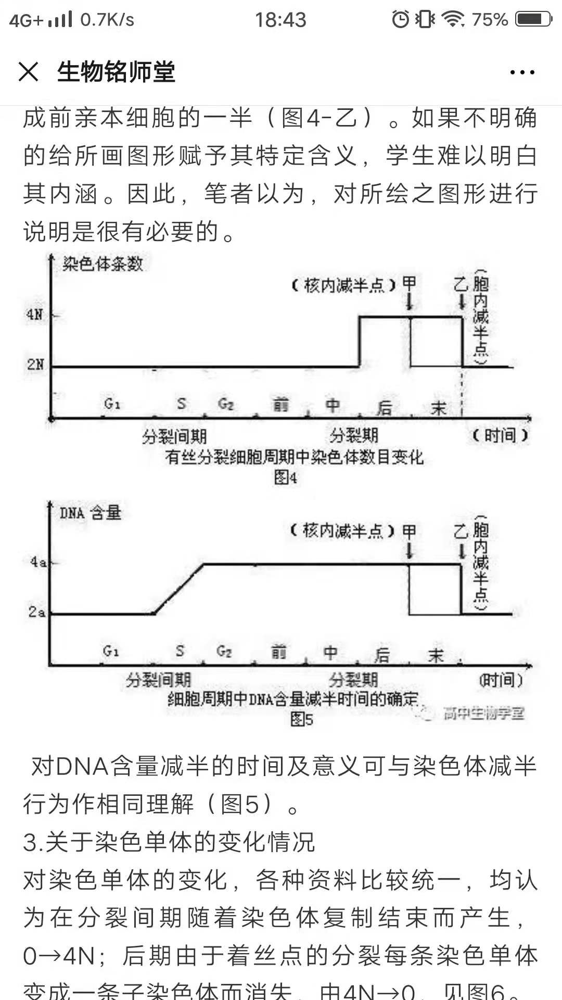 4G+ 0.7K/s 18:43 75%
生物铭师堂
成前亲本细胞的一半（图4-乙）。如果不明确
的给所画图形赋予其特定含义，学生难以明白
其内涵。因此，笔者以为，对所绘之图形进行
说明是很有必要的。
染色体条数
（核内减半点）甲
乙（胞内减半点）
4N
2N
G1 S G2 前 中 后 末
分裂间期 分裂期 （时间）
有丝分裂细胞周期中染色体数目变化
图4
DNA 含量
（核内减半点）甲
乙（胞内减半点）
4a
2a
G1 S G2 前 中 后 末
分裂间期 分裂期 （时间）
细胞周期中DNA含量减半时间的确定
图5
高中生物学堂
对DNA含量减半的时间及意义可与染色体减半
行为作相同理解（图5）。
3.关于染色单体的变化情况
对染色单体的变化，各种资料比较统一，均认
为在分裂间期随着染色体复制结束而产生，
0→4N；后期由于着丝点的分裂每条染色单体
变成一条子染色体而消失，由4N→0，见图6。